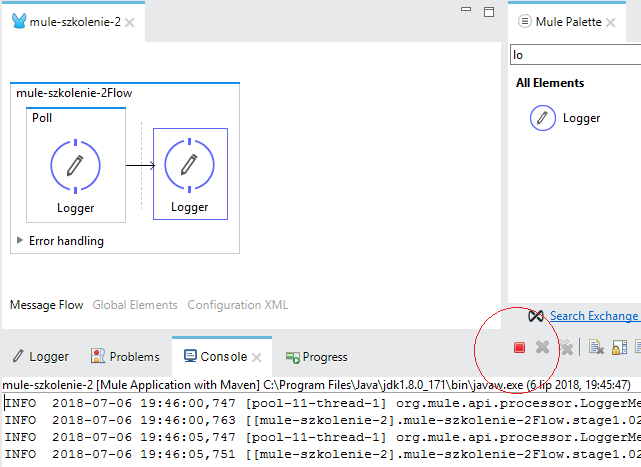 mule-szkolenie-2
Mule Palette
lo
All Elements
Logger
mule-szkolenie-2Flow
Poll
Logger
Logger
Error handling
Message Flow Global Elements Configuration XML
Search Exchange
Logger Problems Console Progress
mule-szkolenie-2 [Mule Application with Maven] C:\Program Files\Java\jdk1.8.0_171\bin\javaw.exe (6 lip 2018, 19:45:47)
INFO 2018-07-06 19:46:00,747 [pool-11-thread-1] org.mule.api.processor.LoggerMe
INFO 2018-07-06 19:46:00,763 [[mule-szkolenie-2].mule-szkolenie-2Flow.stage1.02
INFO 2018-07-06 19:46:05,747 [pool-11-thread-1] org.mule.api.processor.LoggerMe
INFO 2018-07-06 19:46:05,751 [[mule-szkolenie-2].mule-szkolenie-2Flow.stage1.02